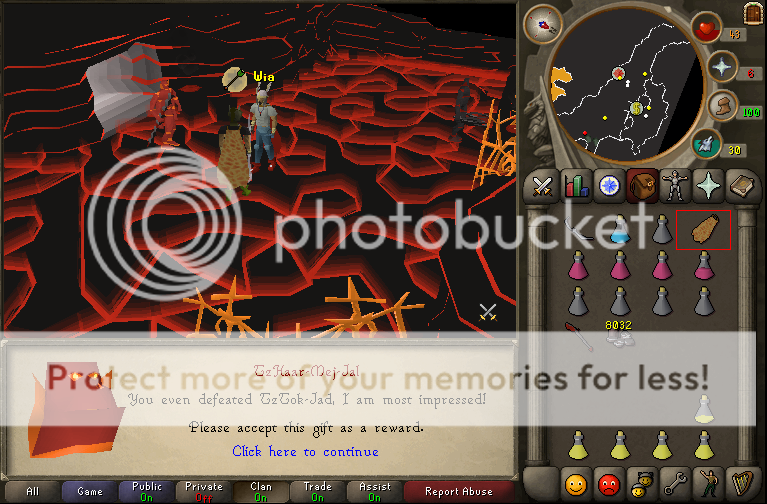 Wia
43
6
100
30
photobucket
8032
Protect more of your memories for less!
TzHaar-Mej-Jal
You even defeated TzTok-Jad, I am most impressed!
Please accept this gift as a reward.
Click here to continue
All
Game
Public
On
Private
Off
Clan
On
Trade
On
Assist
On
Report Abuse